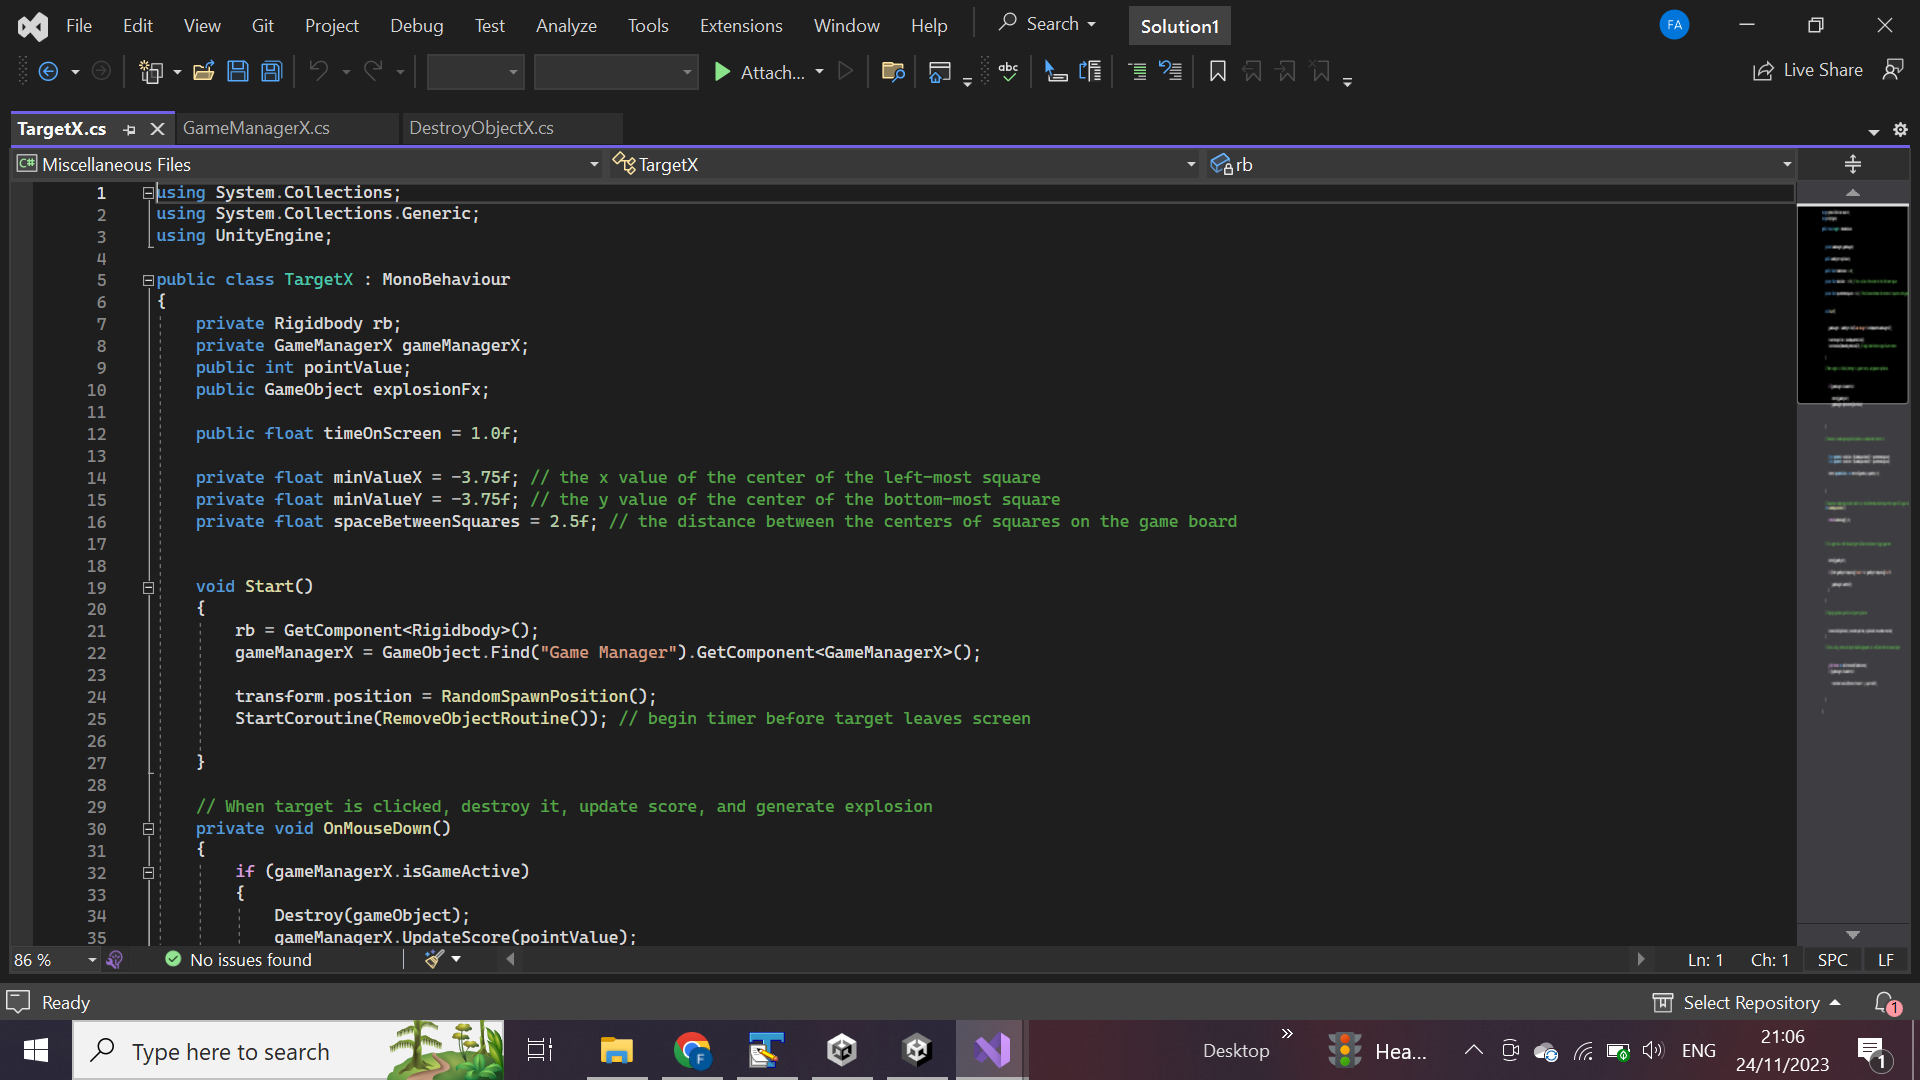 File Edit View Git Project Debug Test Analyze Tools Extensions Window Help Search Solution1 FA
Attach... abc Live Share
TargetX.cs GameManagerX.cs DestroyObjectX.cs
C# Miscellaneous Files TargetX rb
1 using System.Collections;
2 using System.Collections.Generic;
3 using UnityEngine;
4
5 public class TargetX : MonoBehaviour
6 {
7 private Rigidbody rb;
8 private GameManagerX gameManagerX;
9 public int pointValue;
10 public GameObject explosionFx;
11
12 public float timeOnScreen = 1.0f;
13
14 private float minValueX = -3.75f; // the x value of the center of the left-most square
15 private float minValueY = -3.75f; // the y value of the center of the bottom-most square
16 private float spaceBetweenSquares = 2.5f; // the distance between the centers of squares on the game board
17
18
19 void Start()
20 {
21 rb = GetComponent<Rigidbody>();
22 gameManagerX = GameObject.Find("Game Manager").GetComponent<GameManagerX>();
23
24 transform.position = RandomSpawnPosition();
25 StartCoroutine(RemoveObjectRoutine()); // begin timer before target leaves screen
26
27 }
28
29 // When target is clicked, destroy it, update score, and generate explosion
30 private void OnMouseDown()
31 {
32 if (gameManagerX.isGameActive)
33 {
34 Destroy(gameObject);
35 gameManagerX.UpdateScore(pointValue);
86 % No issues found Ln: 1 Ch: 1 SPC LF
Ready Select Repository 1
Type here to search F Desktop Hea... ENG 21:06 1
24/11/2023